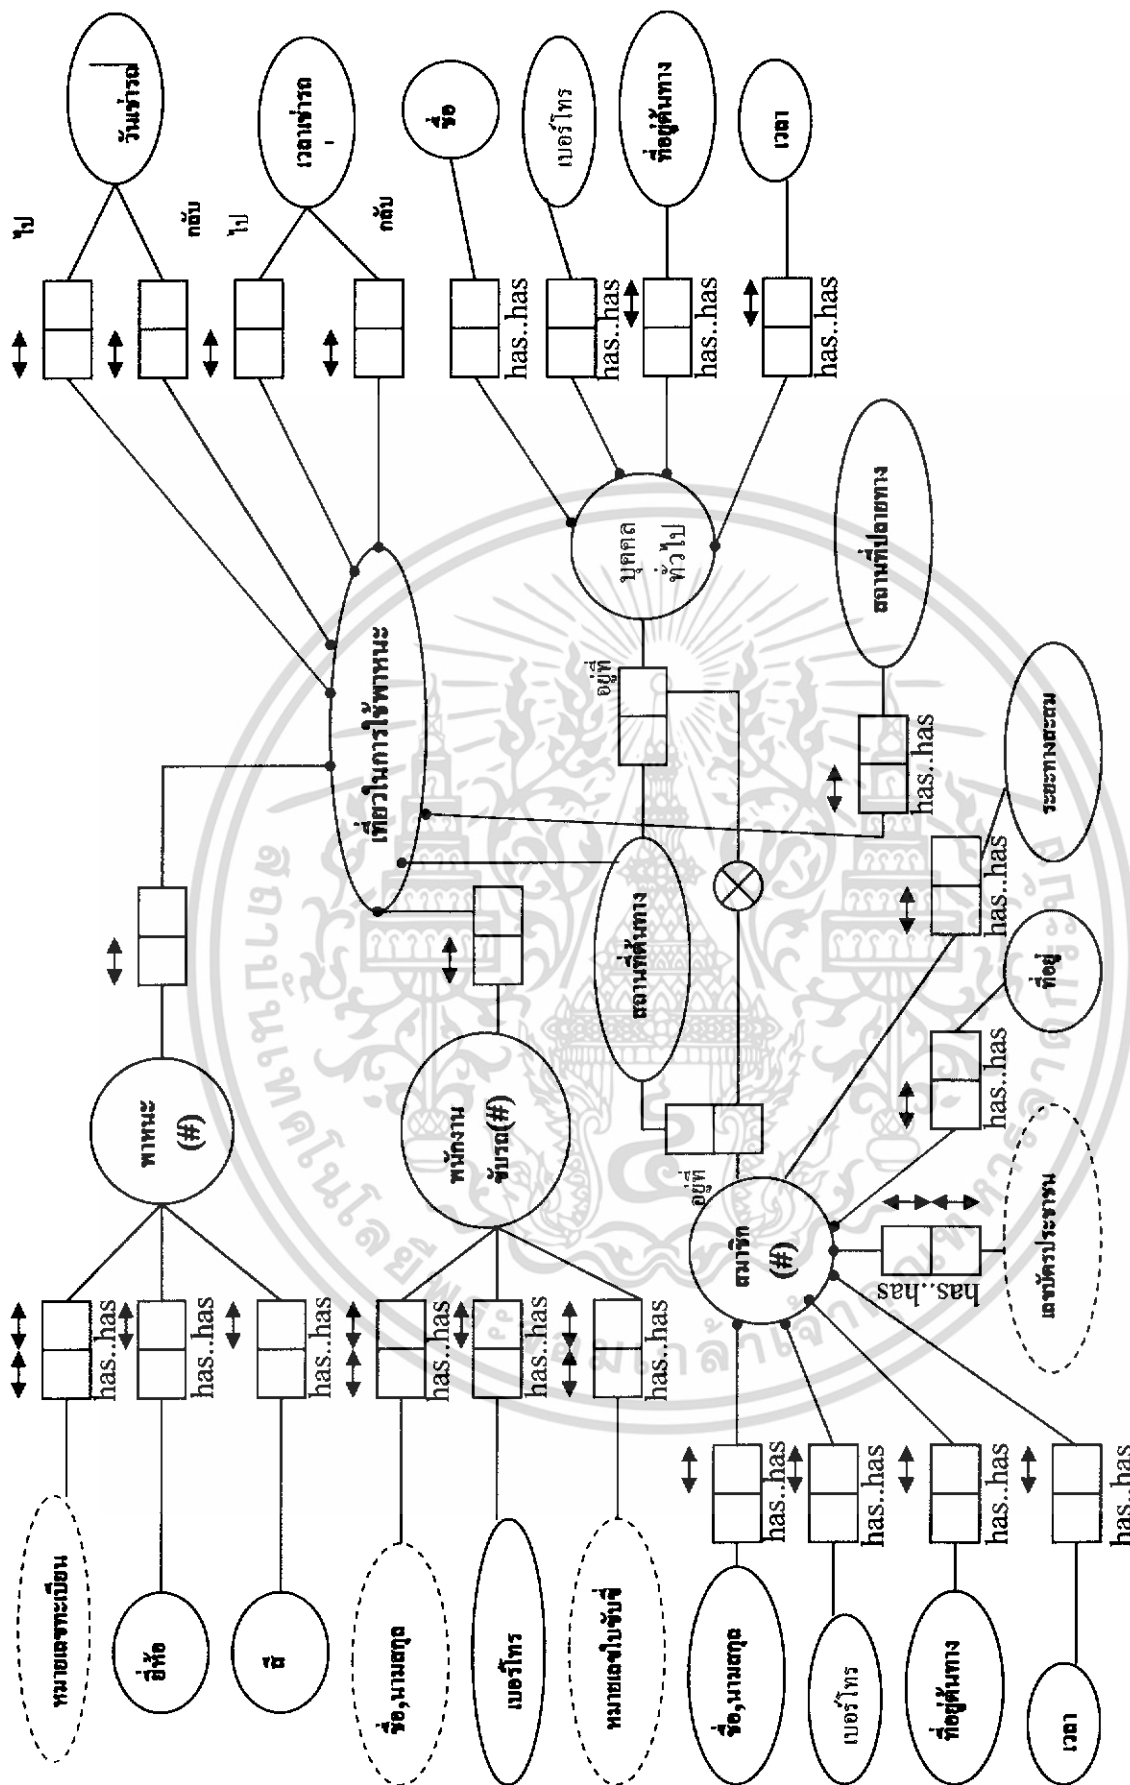 หมายเลขทะเบียน
ยี่ห้อ
สี
ชื่อ,นามสกุล
เบอร์โทร
หมายเลขใบขับขี่
ชื่อ,นามสกุล
เบอร์โทร
ที่อยู่ต้นทาง
เวลา
has..has
has..has
has..has
has..has
has..has
has..has
has..has
has..has
has..has
has..has
พาหนะ
(#)
พนักงาน
ขับรถ(#)
สมาชิก
(#)
อยู่ที่
has..has
เลขบัตรประชาชน
has..has
ที่อยู่
has..has
ระยะทางสะสม
สถานที่ต้นทาง
เที่ยวในการใช้พาหนะ
has..has
สถานที่ปลายทาง
อยู่ที่
บุคคล
ทั่วไป
has..has
has..has
has..has
has..has
ไป
กลับ
ไป
กลับ
วันเช่ารถ
เวลาเช่ารถ
ชื่อ
เบอร์โทร
ที่อยู่ต้นทาง
เวลา